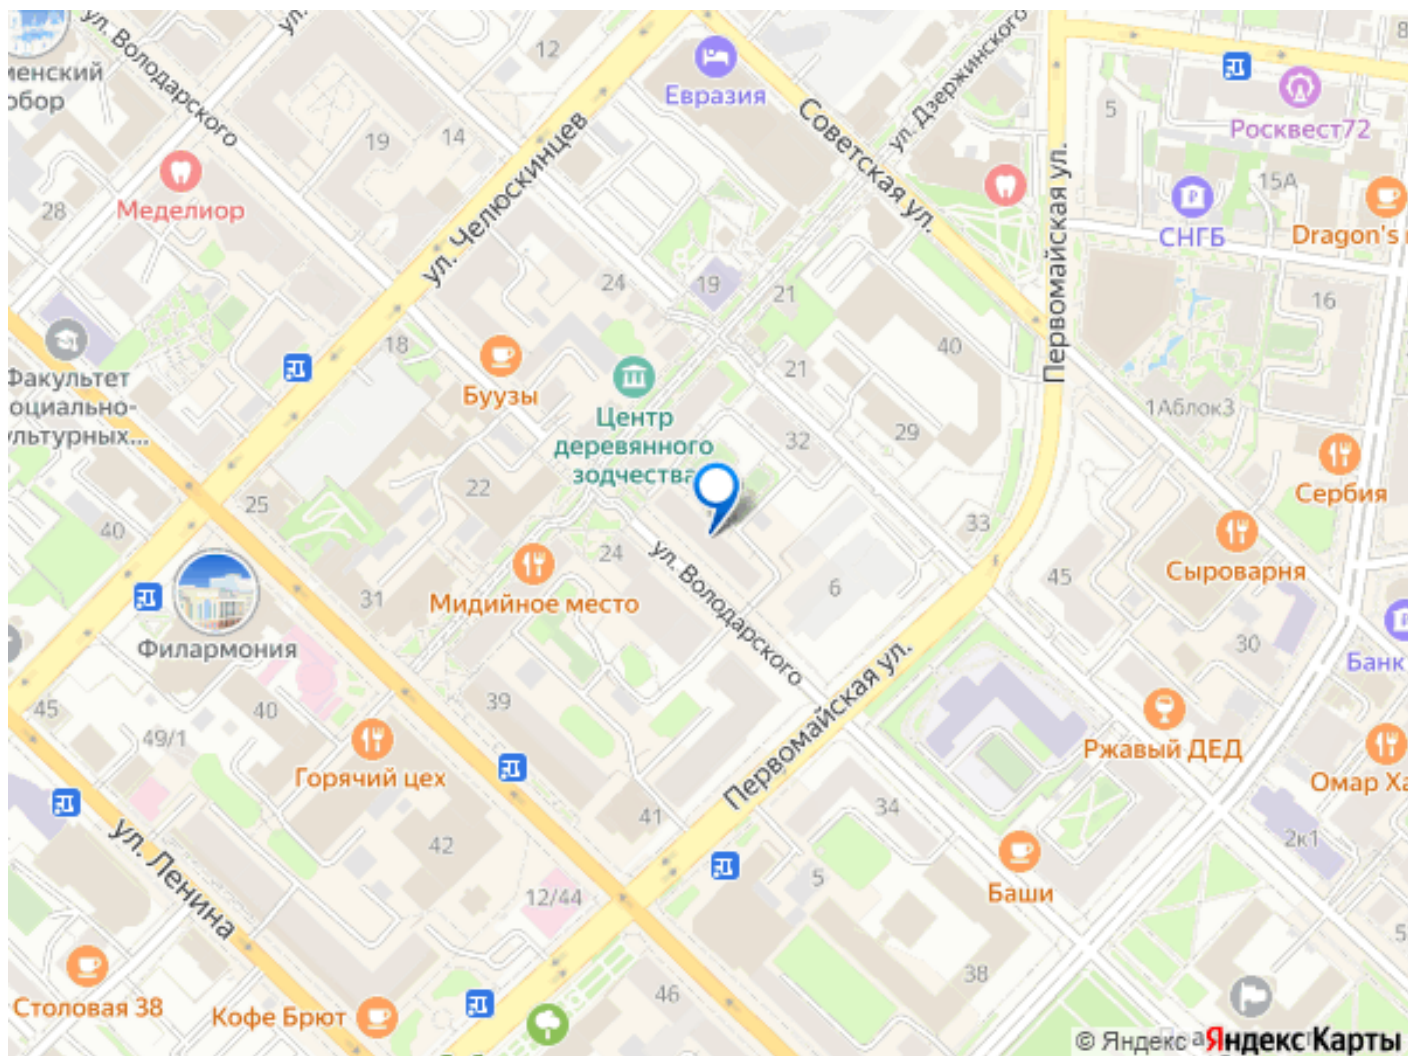 ул. Володарского
менский
обор
ул.
12
Евразия
ул. Дзержинского
Советская ул.
5
Росквест72
8
19
14
ул. Челюскинцев
Меделиор
28
Первомайская ул.
15А
СНГБ
Dragon's
24
19
21
16
18
Буузы
Факультет
оциально-
ультурных...
Центр
деревянного
зодчества
21
40
1Аблок3
32
29
Сербия
22
25
40
33
24
ул. Володарского
Сыроварня
Мидийное место
31
6
45
Филармония
30
Банк
45
40
39
49/1
Первомайская ул.
Ржавый ДЕД
Горячий цех
Омар Ха
41
34
ул. Ленина
42
2к1
5
Баши
12/44
5
38
46
Столовая 38
Кофе Брют
© Яндекс
Яндекс Карты